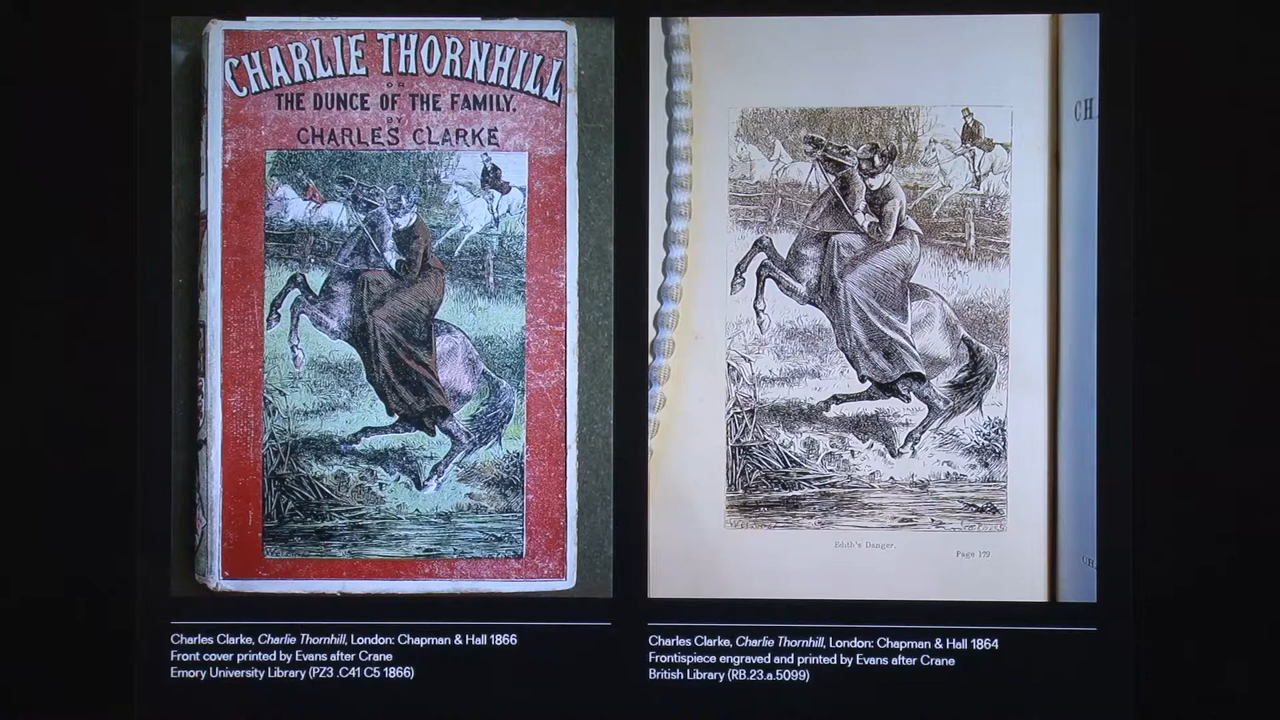 CHARLIE THORNHILL
OR
THE DUNCE OF THE FAMILY.
BY
CHARLES CLARKE
CH
Edith's Danger.
Page 179.
CH
Charles Clarke, Charlie Thornhill, London: Chapman & Hall 1866
Front cover printed by Evans after Crane
Emory University Library (PZ3 .C41 C5 1866)
Charles Clarke, Charlie Thornhill, London: Chapman & Hall 1864
Frontispiece engraved and printed by Evans after Crane
British Library (RB.23.a.5099)